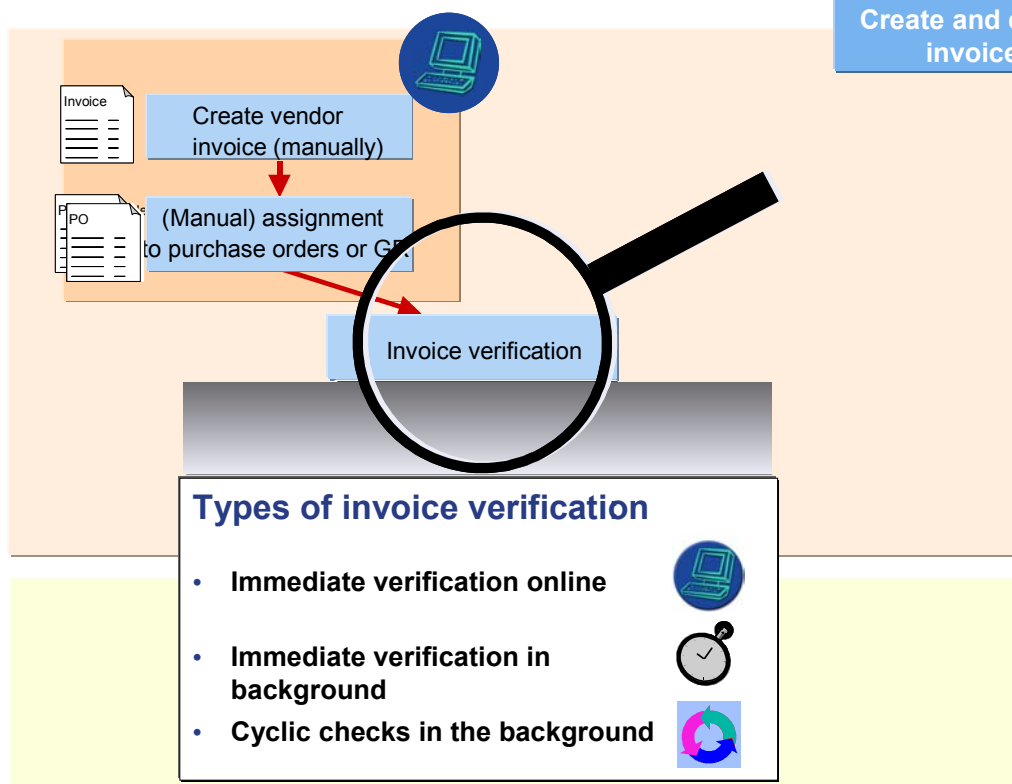 Create and
invoice
Invoice
Create vendor
invoice (manually)
PO
(Manual) assignment
to purchase orders or GR
Invoice verification
Types of invoice verification
• Immediate verification online
• Immediate verification in
background
• Cyclic checks in the background